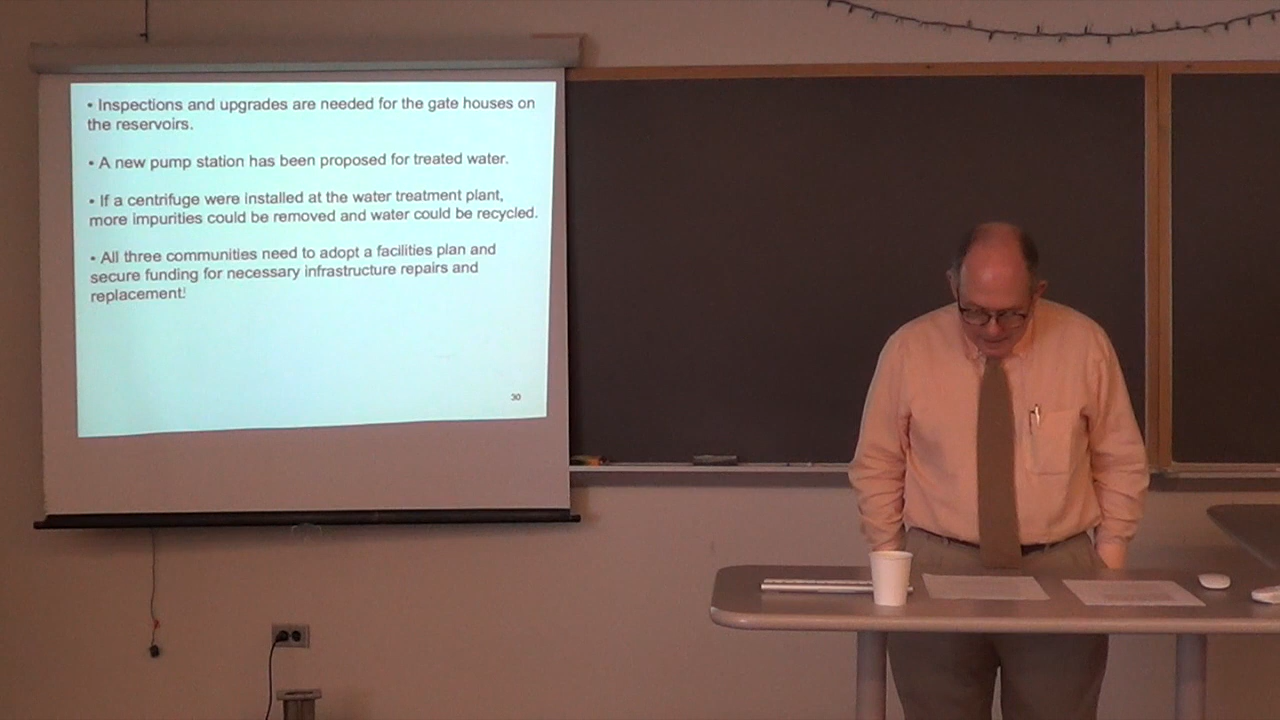 • Inspections and upgrades are needed for the gate houses on
the reservoirs.
• A new pump station has been proposed for treated water.
• If a centrifuge were installed at the water treatment plant,
more impurities could be removed and water could be recycled.
• All three communities need to adopt a facilities plan and
secure funding for necessary infrastructure repairs and
replacement!
30